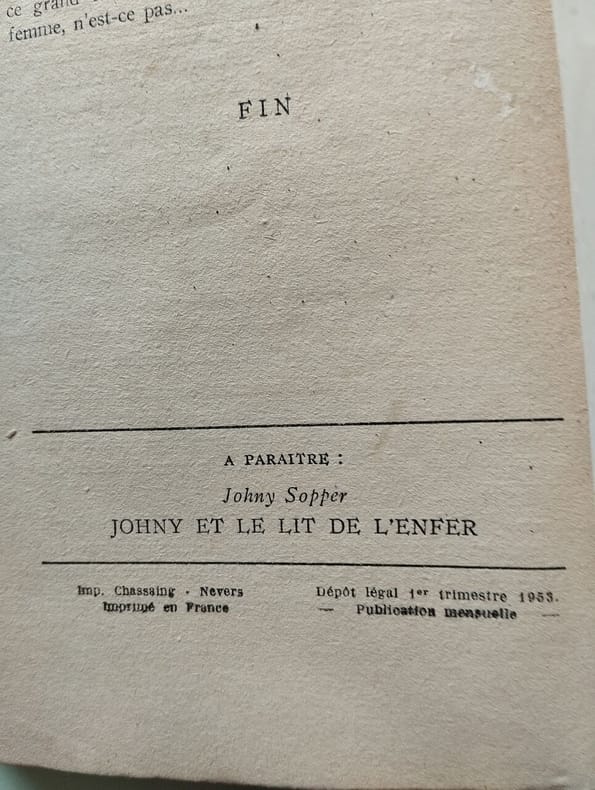 ce grand
femme, n'est-ce pas...
FIN
A PARAITRE :
Johny Sopper
JOHNY ET LE LIT DE L'ENFER
Imp. Chassaing - Nevers
Imprimé en France
Dépôt légal 1er trimestre 1953.
— Publication mensuelle —